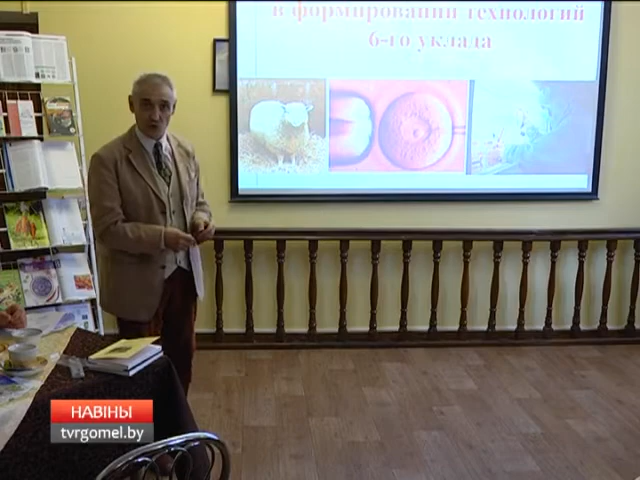 в формировании технологий
6-го уклада
НАВІНЫ
tvrgomel.by